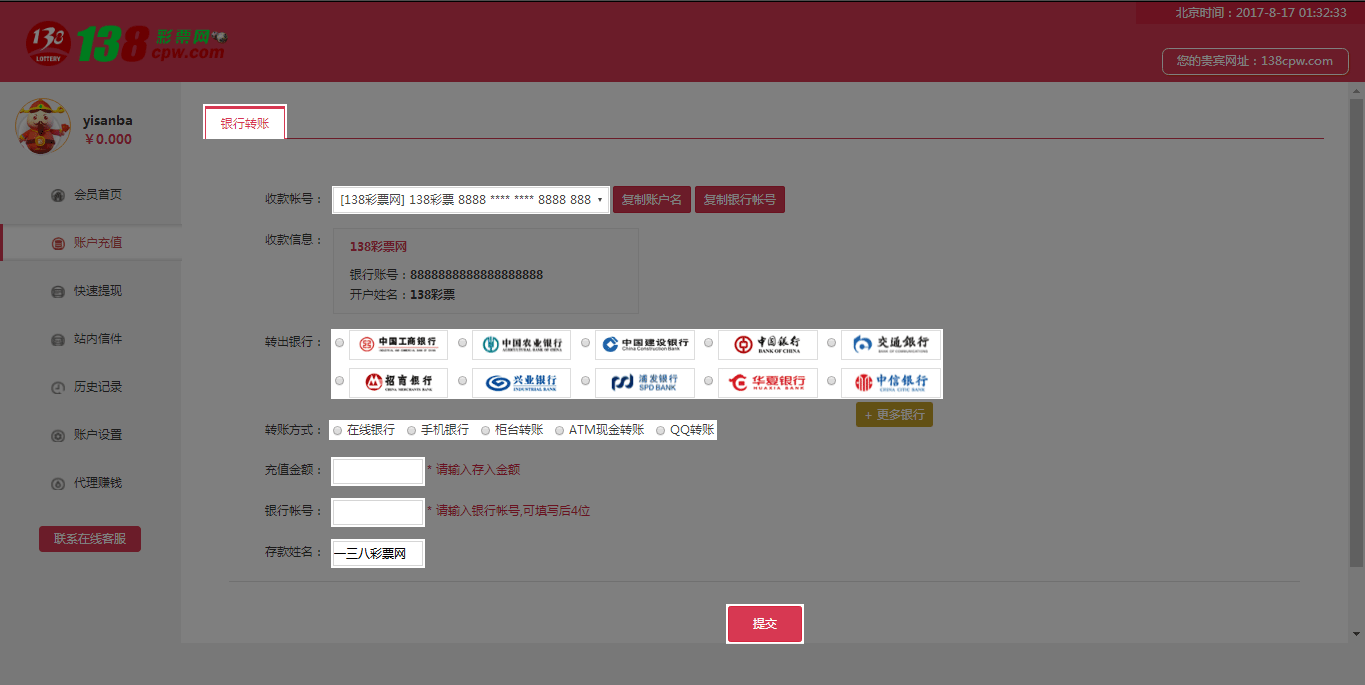 北京时间：2017-8-17 01:32:33
138 LOTTERY
138彩票网
cpw.com
您的贵宾网址：138cpw.com
yisanba
￥0.000
会员首页
账户充值
快速提现
站内信件
历史记录
账户设置
代理赚钱
联系在线客服
银行转账
收款帐号： [138彩票网] 138彩票 8888 **** **** 8888 888 复制账户名 复制银行帐号
收款信息：
138彩票网
银行账号：8888888888888888888
开户姓名：138彩票
转出银行： 中国工商银行 中国农业银行 中国建设银行 中国银行 交通银行
AGRICULTURAL BANK OF CHINA China Construction Bank BANK OF CHINA BANK OF COMMUNICATIONS
招商银行 兴业银行 浦发银行 华夏银行 中信银行
CHINA MERCHANTS BANK INDUSTRIAL BANK SPD BANK HUAXIA BANK CHINA CITIC BANK
+ 更多银行
转账方式： 在线银行 手机银行 柜台转账 ATM现金转账 QQ转账
充值金额： * 请输入存入金额
银行帐号： * 请输入银行帐号,可填写后4位
存款姓名： 一三八彩票网
提交